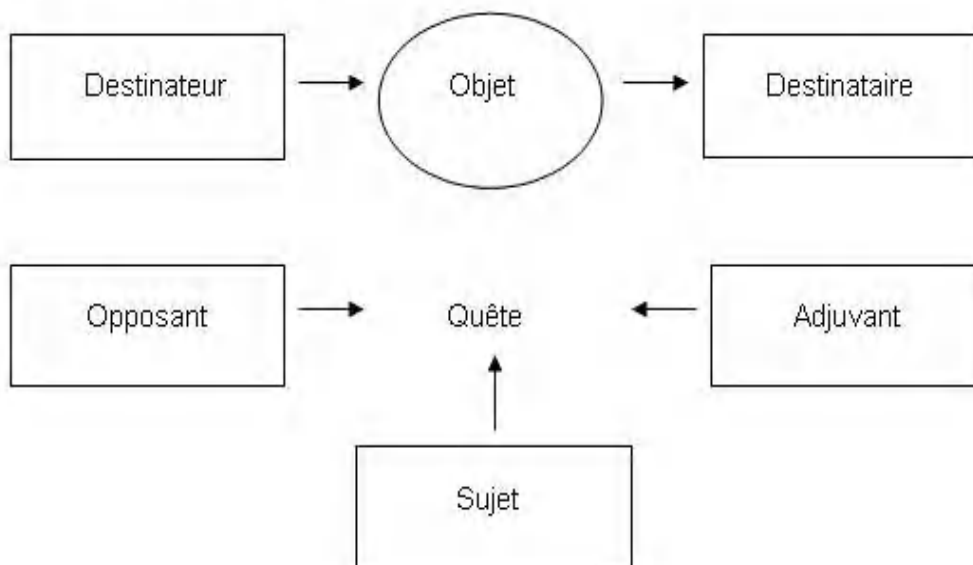 Destinateur
Objet
Destinataire
Opposant
Quête
Adjuvant
Sujet